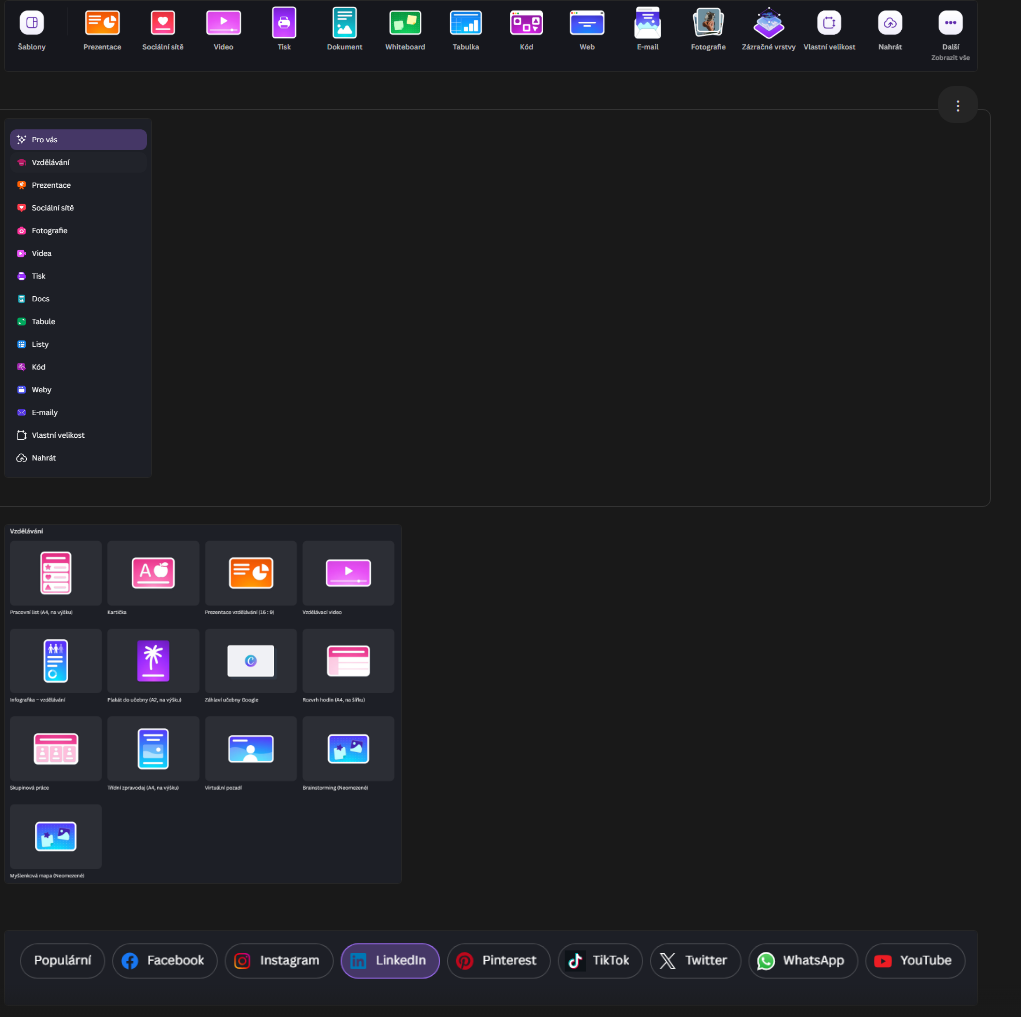 Šablony
Prezentace
Sociální sítě
Video
Tisk
Dokument
Whiteboard
Tabulka
Kód
Web
E-mail
Fotografie
Zázračné vrstvy
Vlastní velikost
Nahrát
Další
Zobrazit vše
Pro vás
Vzdělávání
Prezentace
Sociální sítě
Fotografie
Videa
Tisk
Docs
Tabule
Listy
Kód
Weby
E-maily
Vlastní velikost
Nahrát
Vzdělávání
Pracovní list (A4, na výšku)
Kartička
Prezentace vzdělávání (16 : 9)
Vzdělávací video
Infografika – vzdělávání
Plakát do učebny (A2, na výšku)
Záhlaví učebny Google
Rozvrh hodin (A4, na šířku)
Skupinová práce
Třídní zpravodaj (A4, na výšku)
Virtuální pozadí
Brainstorming (Neomezené)
Myšlenková mapa (Neomezené)
Populární
Facebook
Instagram
LinkedIn
Pinterest
TikTok
Twitter
WhatsApp
YouTube